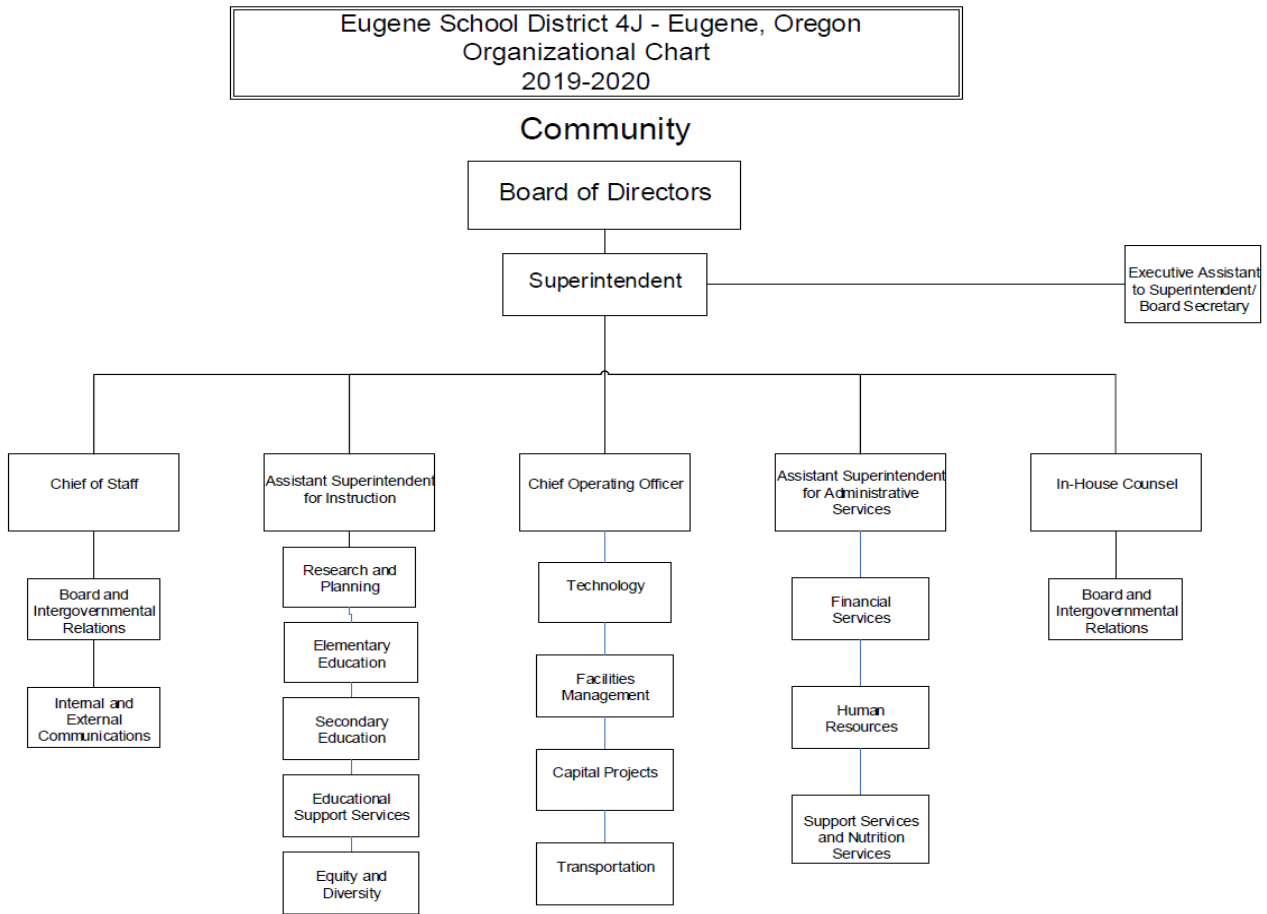 Eugene School District 4J - Eugene, Oregon
Organizational Chart
2019-2020
Community
Board of Directors
Superintendent
Executive Assistant
to Superintendent/
Board Secretary
Chief of Staff
Board and
Intergovernmental
Relations
Internal and
External
Communications
Assistant Superintendent
for Instruction
Research and
Planning
Elementary
Education
Secondary
Education
Educational
Support Services
Equity and
Diversity
Chief Operating Officer
Technology
Facilities
Management
Capital Projects
Transportation
Assistant Superintendent
for Administrative
Services
Financial
Services
Human
Resources
Support Services
and Nutrition
Services
In-House Counsel
Board and
Intergovernmental
Relations